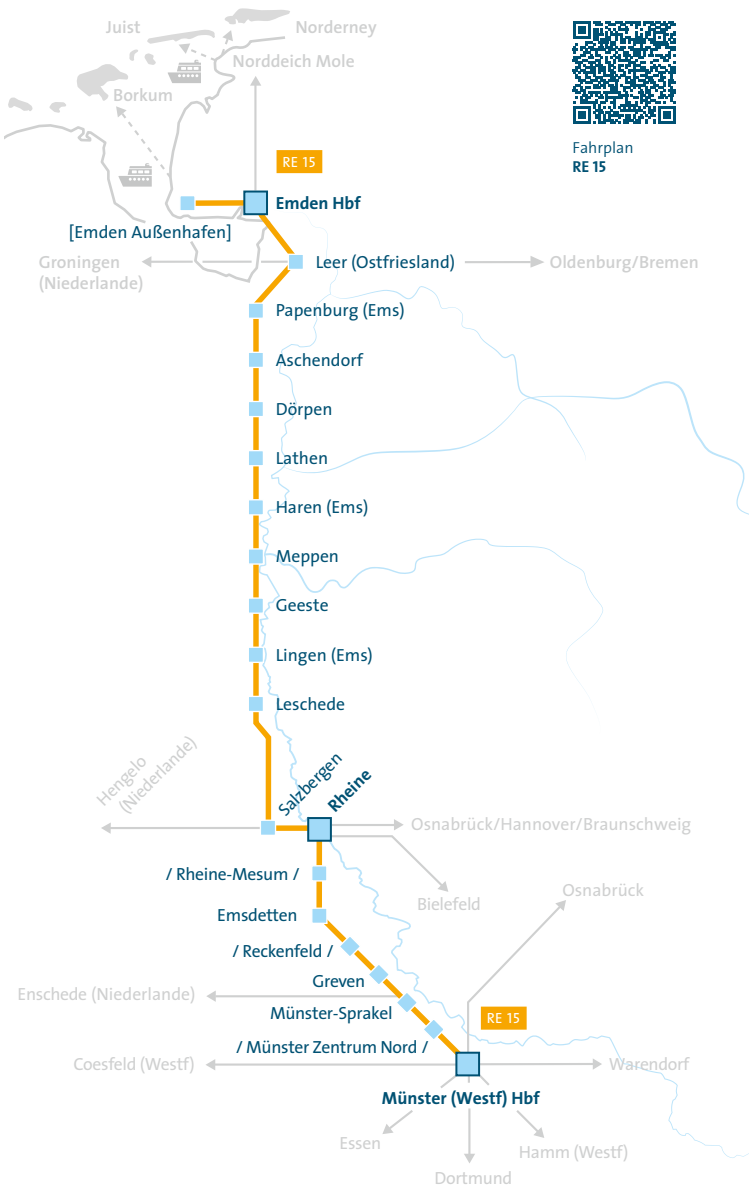 Juist
Norderney
Norddeich Mole
Borkum
Fahrplan
RE 15
RE 15
Emden Hbf
[Emden Außenhafen]
Groningen
(Niederlande)
Leer (Ostfriesland)
Oldenburg/Bremen
Papenburg (Ems)
Aschendorf
Dörpen
Lathen
Haren (Ems)
Meppen
Geeste
Lingen (Ems)
Leschede
Hengelo
(Niederlande)
Salzbergen
Rheine
Osnabrück/Hannover/Braunschweig
/ Rheine-Mesum /
Bielefeld
Osnabrück
Emsdetten
/ Reckenfeld /
Greven
Enschede (Niederlande)
Münster-Sprakel
RE 15
/ Münster Zentrum Nord /
Coesfeld (Westf)
Warendorf
Münster (Westf) Hbf
Essen
Hamm (Westf)
Dortmund